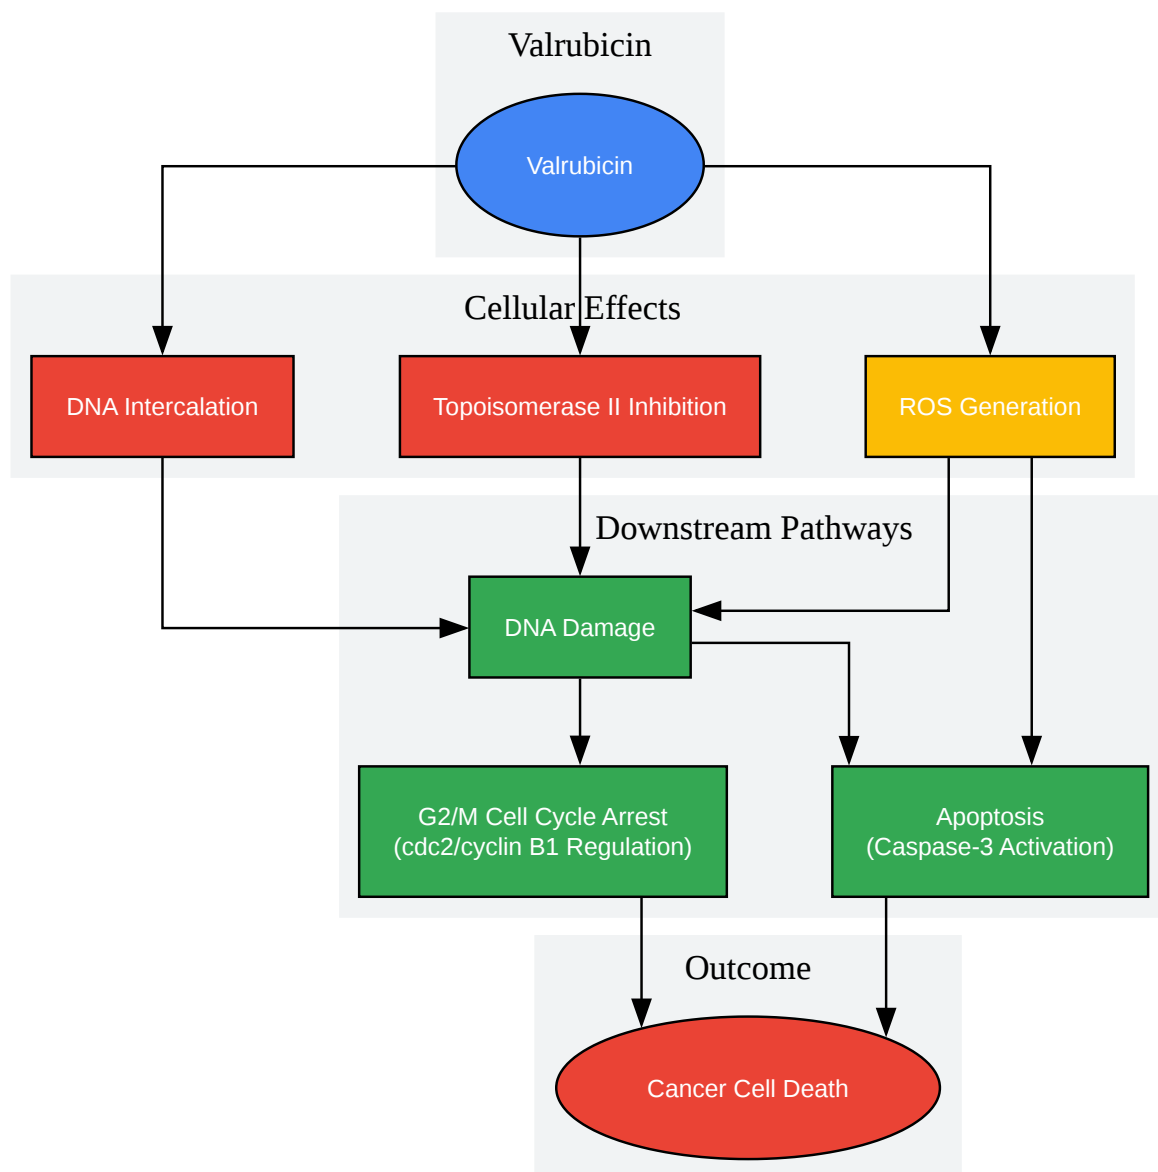 Valrubicin
Valrubicin
Cellular Effects
DNA Intercalation
Topoisomerase II Inhibition
ROS Generation
Downstream Pathways
DNA Damage
G2/M Cell Cycle Arrest
(cdc2/cyclin B1 Regulation)
Apoptosis
(Caspase-3 Activation)
Outcome
Cancer Cell Death